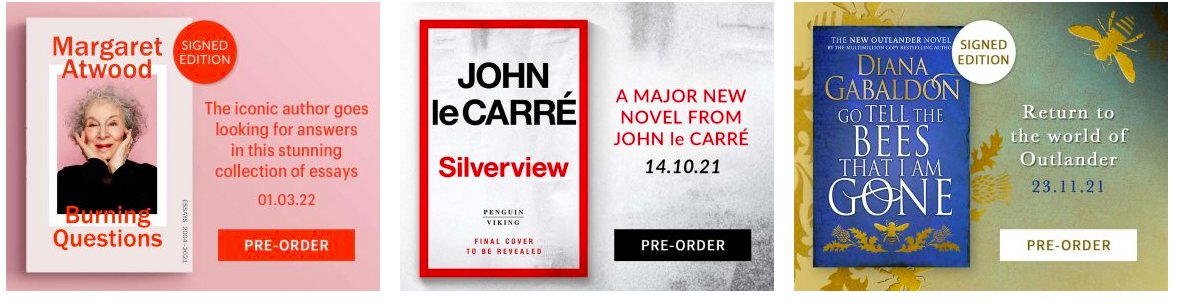 Margaret
Atwood
SIGNED
EDITION
The iconic author goes
looking for answers
in this stunning
collection of essays
01.03.22
Burning
Questions
ESSAYS 2004–2021
PRE-ORDER
JOHN
le CARRÉ
Silverview
PENGUIN
VIKING
FINAL COVER
TO BE REVEALED
A MAJOR NEW
NOVEL FROM
JOHN le CARRÉ
14.10.21
PRE-ORDER
THE NEW OUTLANDER NOVEL
BY THE MULTIMILLION COPY BESTSELLING
DIANA
GABALDON
GO TELL THE
BEES
THAT I AM
GONE
SIGNED
EDITION
Return to
the world of
Outlander
23.11.21
PRE-ORDER